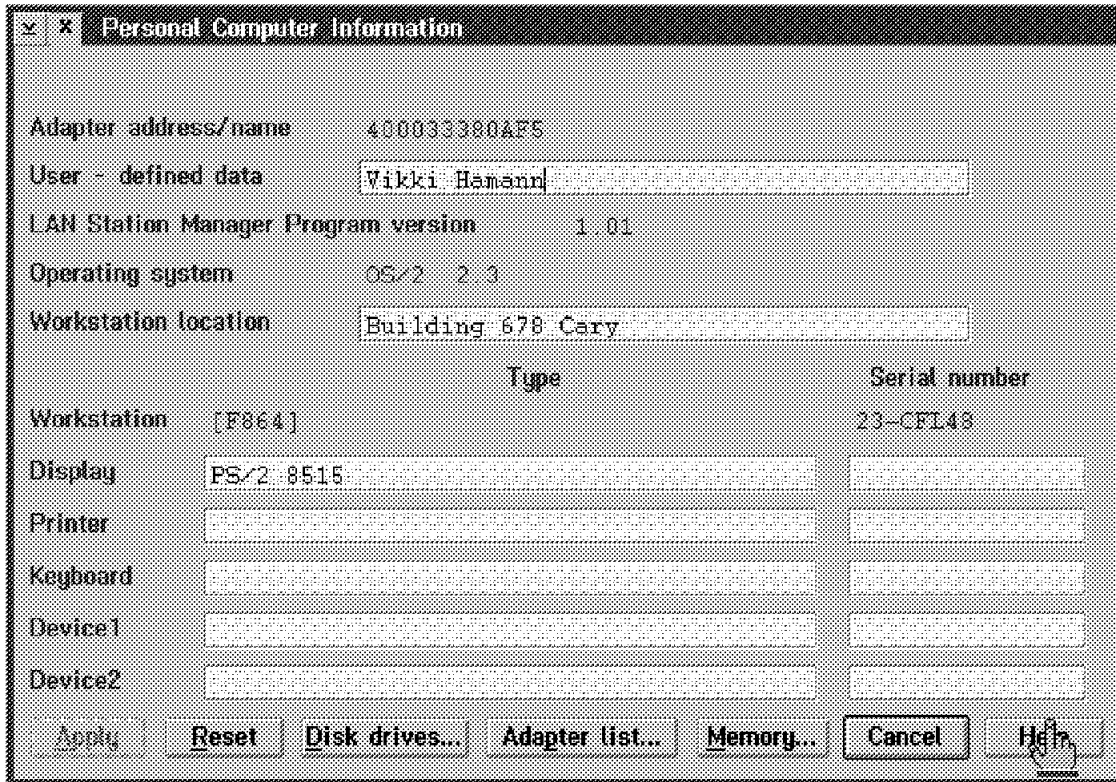 Personal Computer Information
Adapter address/name 400033380AF5
User - defined data Vikki Hamann
LAN Station Manager Program version 1.01
Operating system OS/2 2.3
Workstation location Building 678 Cary
Type Serial number
Workstation [F864] 23-CFL48
Display PS/2 8515
Printer
Keyboard
Device1
Device2
Apply Reset Disk drives... Adapter list... Memory... Cancel Help